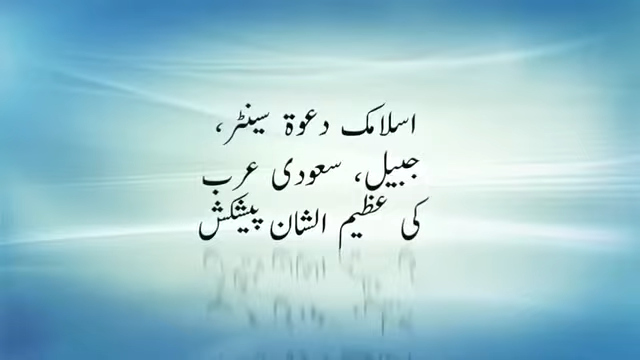 اسلامک دعوۃ سینٹر،
جبیل، سعودی عرب
کی عظیم الشان پیشکش